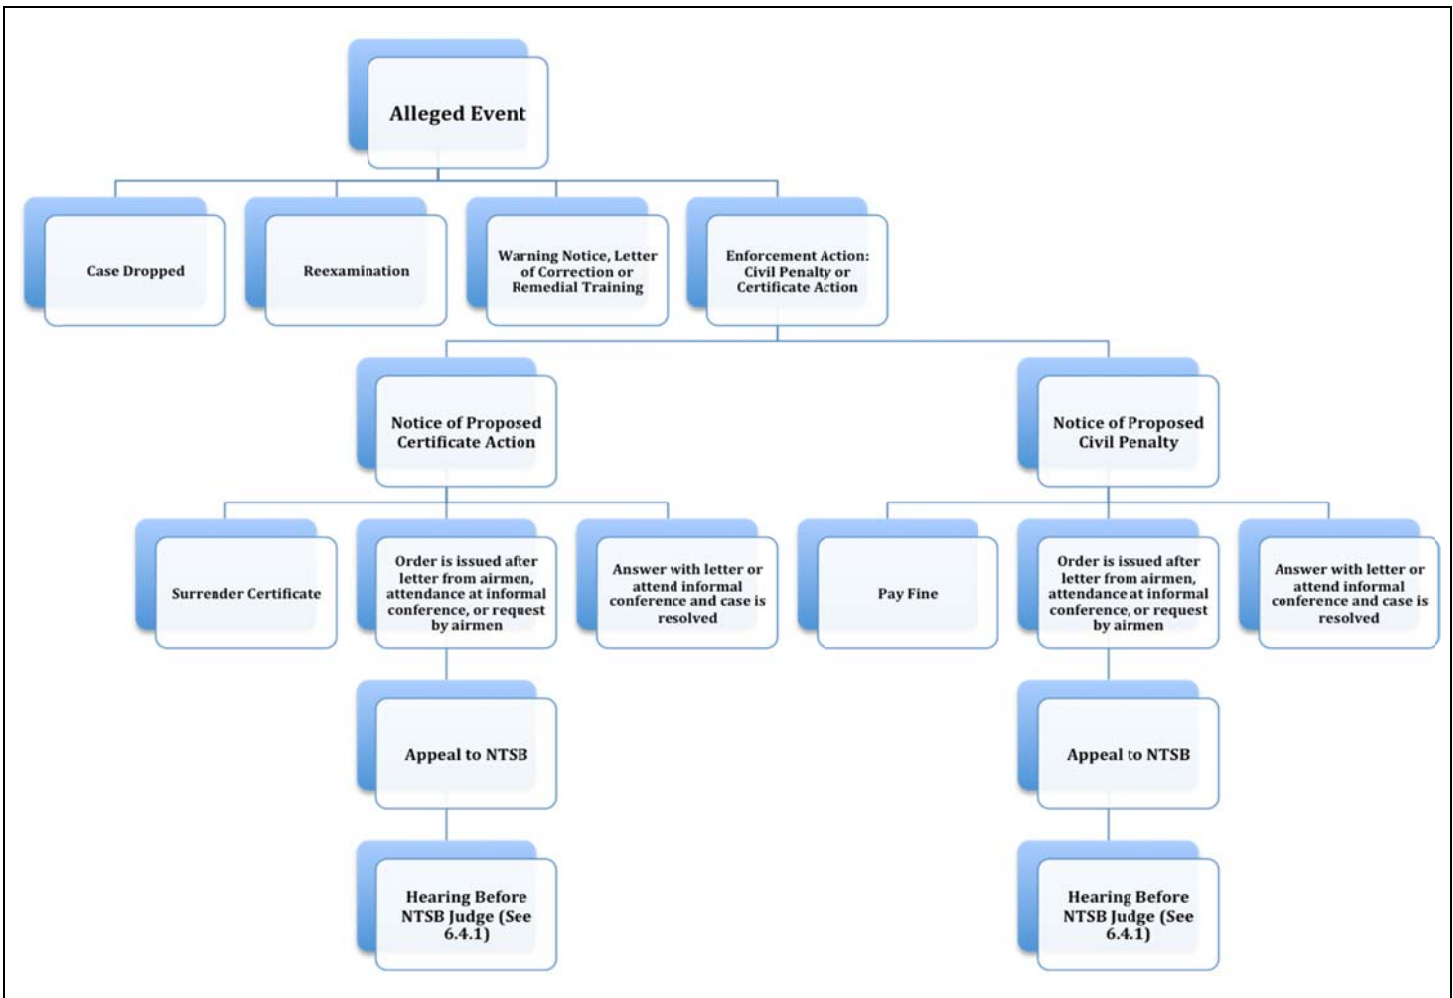 Alleged Event
Case Dropped
Reexamination
Warning Notice, Letter
of Correction or
Remedial Training
Enforcement Action:
Civil Penalty or
Certificate Action
Notice of Proposed
Certificate Action
Notice of Proposed
Civil Penalty
Surrender Certificate
Order is issued after
letter from airmen,
attendance at informal
conference, or request
by airmen
Answer with letter or
attend informal
conference and case is
resolved
Pay Fine
Order is issued after
letter from airmen,
attendance at informal
conference, or request
by airmen
Answer with letter or
attend informal
conference and case is
resolved
Appeal to NTSB
Appeal to NTSB
Hearing Before
NTSB Judge (See
6.4.1)
Hearing Before
NTSB Judge (See
6.4.1)